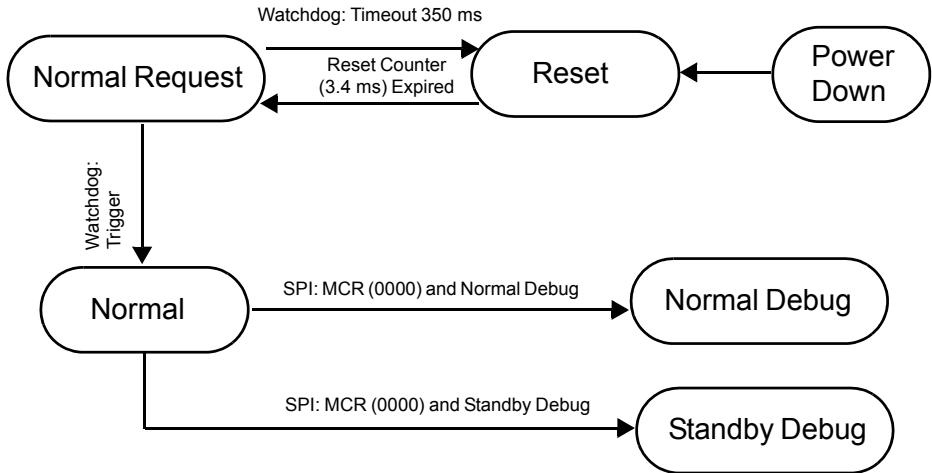 Watchdog: Timeout 350 ms
Normal Request
Reset Counter
(3.4 ms) Expired
Reset
Power
Down
Watchdog:
Trigger
Normal
SPI: MCR (0000) and Normal Debug
Normal Debug
SPI: MCR (0000) and Standby Debug
Standby Debug